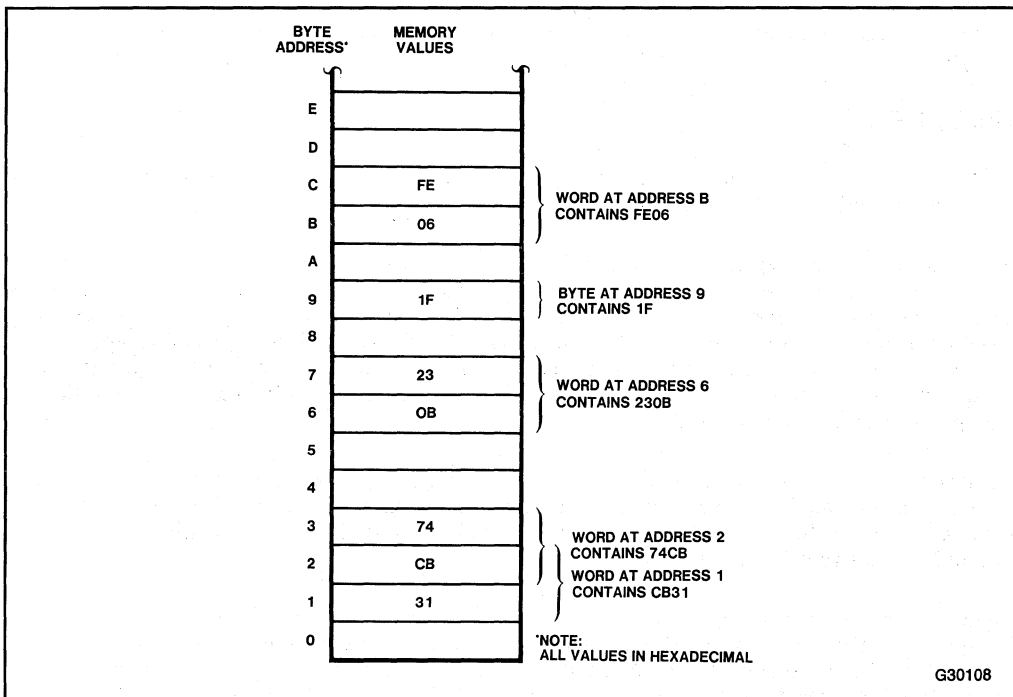 BYTE ADDRESS*
MEMORY VALUES
E
D
C FE
WORD AT ADDRESS B
CONTAINS FE06
B 06
A
9 1F
BYTE AT ADDRESS 9
CONTAINS 1F
8
7 23
WORD AT ADDRESS 6
CONTAINS 230B
6 OB
5
4
3 74
WORD AT ADDRESS 2
CONTAINS 74CB
2 CB
WORD AT ADDRESS 1
CONTAINS CB31
1 31
0
*NOTE:
ALL VALUES IN HEXADECIMAL
G30108